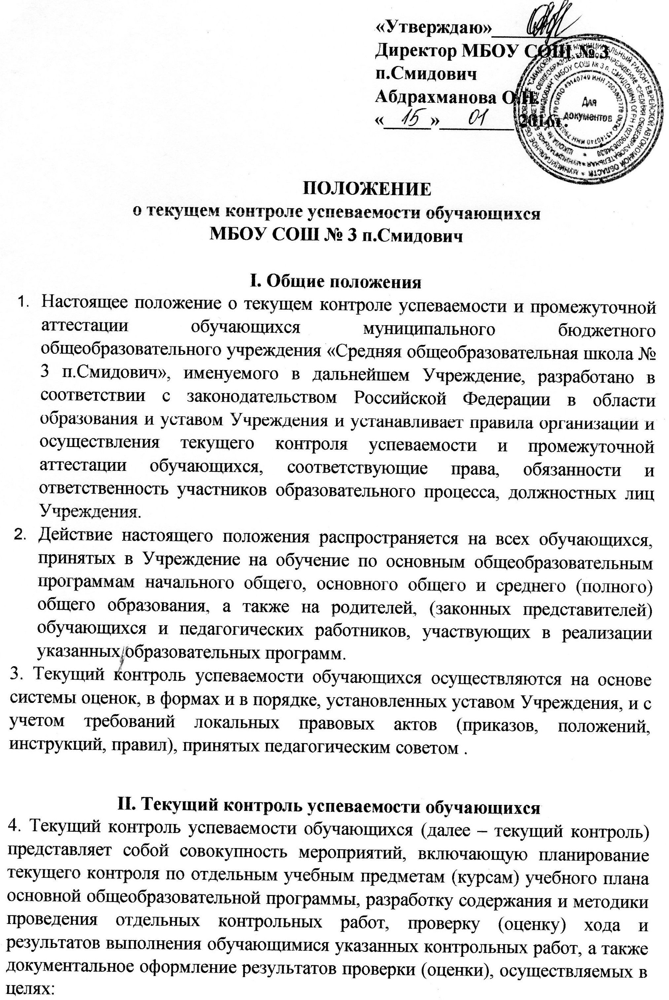 «Утверждаю»
Директор МБОУ СОШ № 3
п.Смидович
Абдрахманова О.Н.
« 15 » 01 2016г.
Для
документов
ПОЛОЖЕНИЕ
о текущем контроле успеваемости обучающихся
МБОУ СОШ № 3 п.Смидович
I. Общие положения
1. Настоящее положение о текущем контроле успеваемости и промежуточной
аттестации обучающихся муниципального бюджетного
общеобразовательного учреждения «Средняя общеобразовательная школа №
3 п.Смидович», именуемого в дальнейшем Учреждение, разработано в
соответствии с законодательством Российской Федерации в области
образования и уставом Учреждения и устанавливает правила организации и
осуществления текущего контроля успеваемости и промежуточной
аттестации обучающихся, соответствующие права, обязанности и
ответственность участников образовательного процесса, должностных лиц
Учреждения.
2. Действие настоящего положения распространяется на всех обучающихся,
принятых в Учреждение на обучение по основным общеобразовательным
программам начального общего, основного общего и среднего (полного)
общего образования, а также на родителей, (законных представителей)
обучающихся и педагогических работников, участвующих в реализации
указанных образовательных программ.
3. Текущий контроль успеваемости обучающихся осуществляются на основе
системы оценок, в формах и в порядке, установленных уставом Учреждения, и с
учетом требований локальных правовых актов (приказов, положений,
инструкций, правил), принятых педагогическим советом .
II. Текущий контроль успеваемости обучающихся
4. Текущий контроль успеваемости обучающихся (далее – текущий контроль)
представляет собой совокупность мероприятий, включающую планирование
текущего контроля по отдельным учебным предметам (курсам) учебного плана
основной общеобразовательной программы, разработку содержания и методики
проведения отдельных контрольных работ, проверку (оценку) хода и
результатов выполнения обучающимися указанных контрольных работ, а также
документальное оформление результатов проверки (оценки), осуществляемых в
целях: